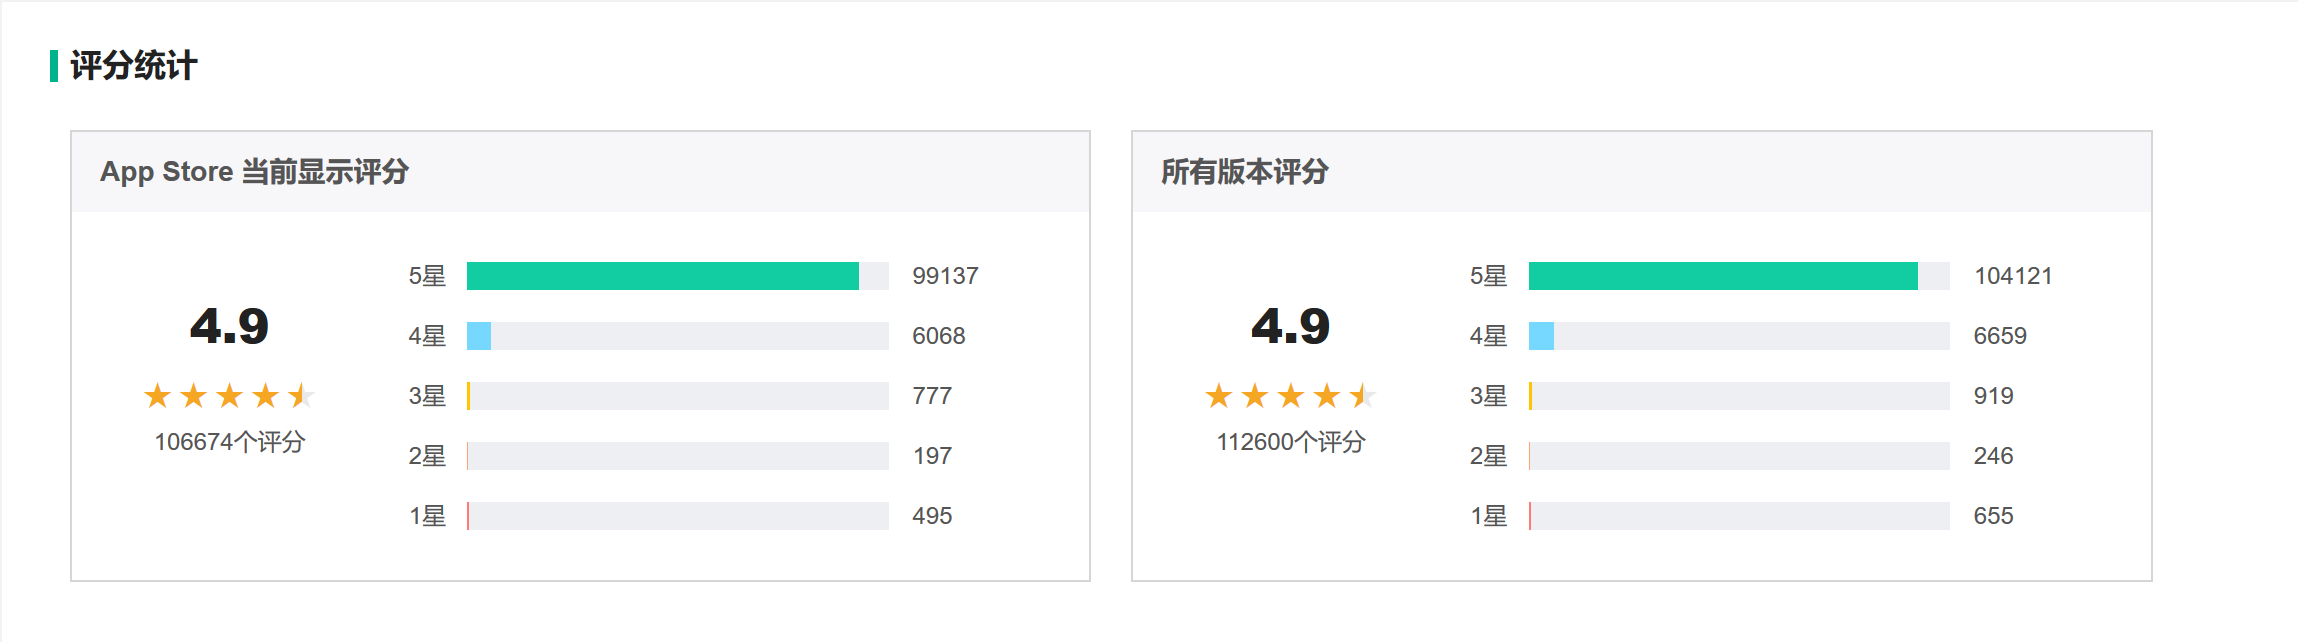 评分统计
App Store 当前显示评分
4.9
106674个评分
5星 99137
4星 6068
3星 777
2星 197
1星 495
所有版本评分
4.9
112600个评分
5星 104121
4星 6659
3星 919
2星 246
1星 655